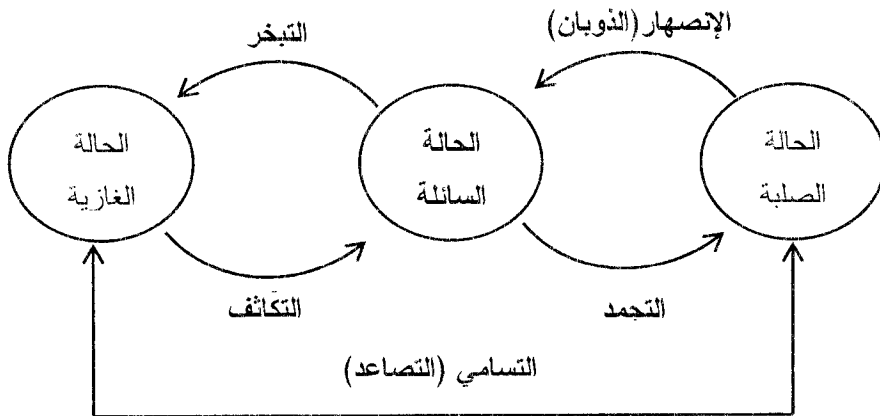 الإنصهار (الذوبان)
التبخر
الحالة
الصلبة
الحالة
السائلة
الحالة
الغازية
التجمد
التكاثف
التسامي (التصاعد)